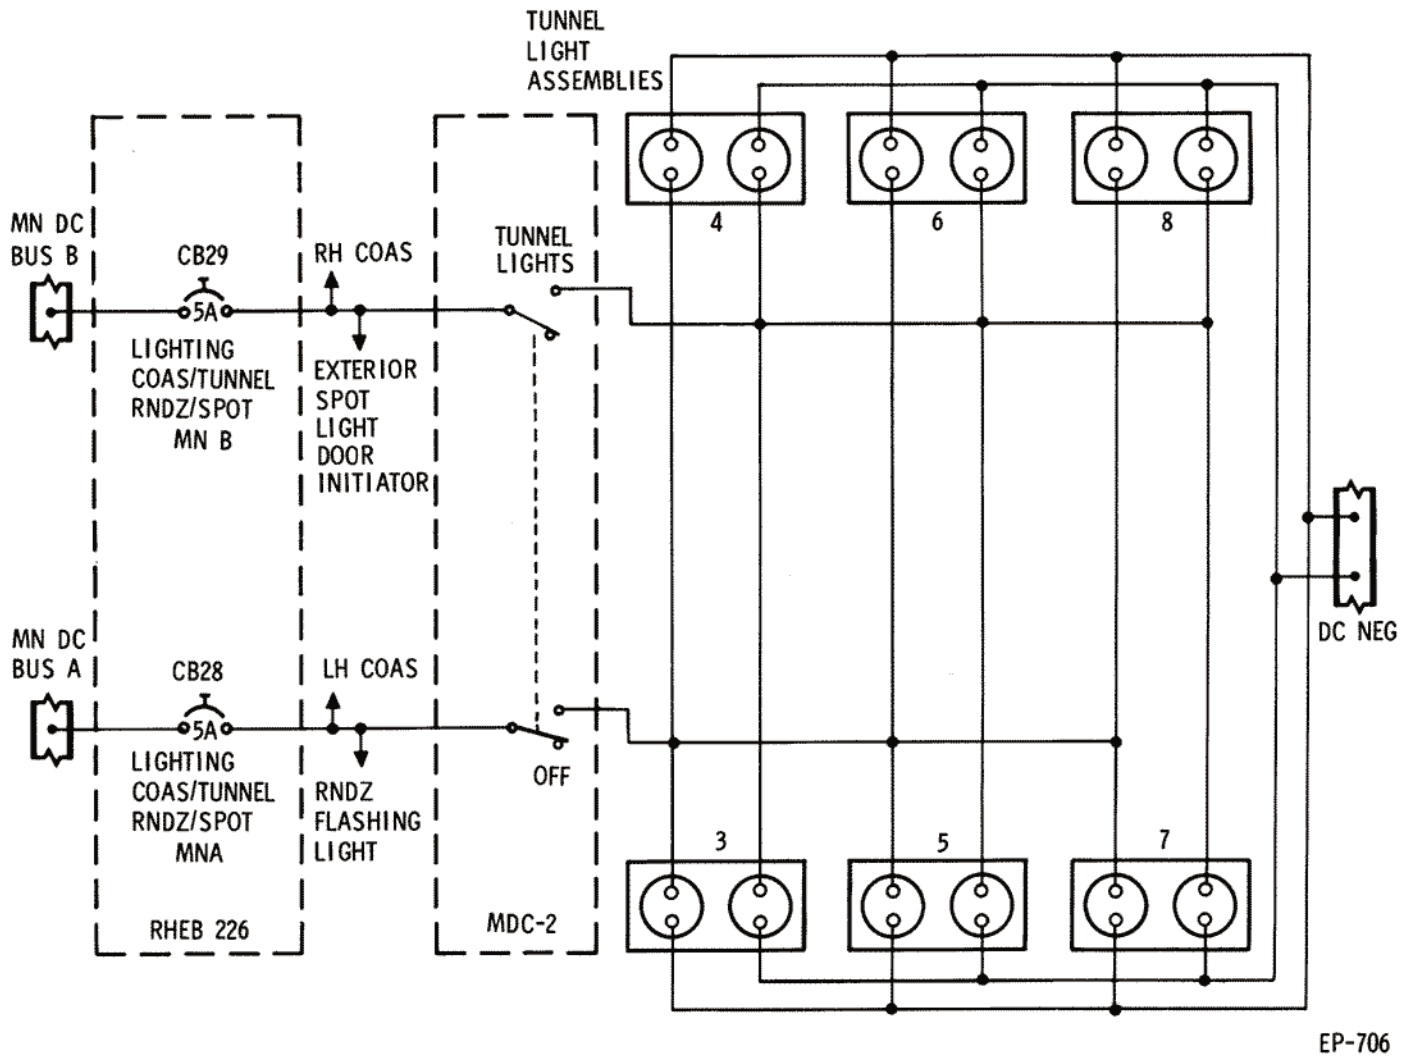 TUNNEL
LIGHT
ASSEMBLIES
MN DC
BUS B
CB29
5A
LIGHTING
COAS/TUNNEL
RNDZ/SPOT
MN B
RH COAS
EXTERIOR
SPOT
LIGHT
DOOR
INITIATOR
TUNNEL
LIGHTS
4
6
8
MN DC
BUS A
CB28
5A
LIGHTING
COAS/TUNNEL
RNDZ/SPOT
MNA
LH COAS
RNDZ
FLASHING
LIGHT
OFF
RHEB 226
MDC-2
3
5
7
DC NEG
EP-706